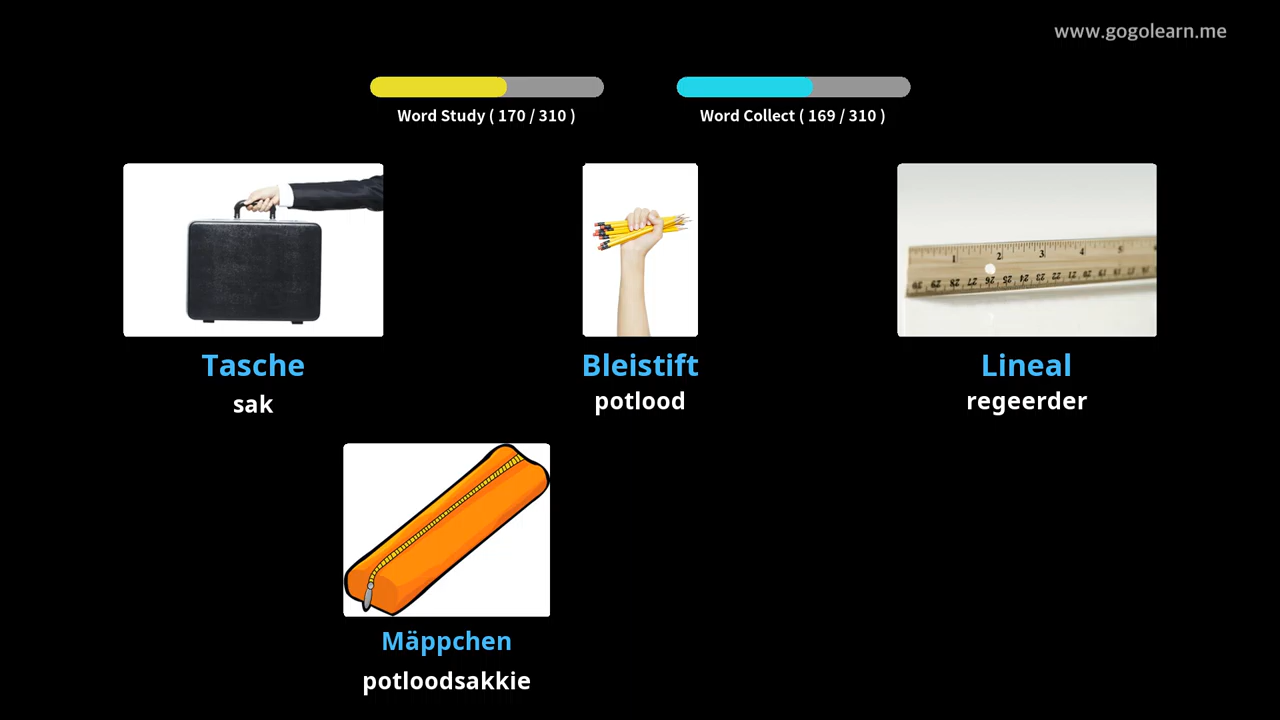 www.gogolearn.me
Word Study ( 170 / 310 )
Word Collect ( 169 / 310 )
Tasche
sak
Bleistift
potlood
Lineal
regeerder
Mäppchen
potloodsakkie